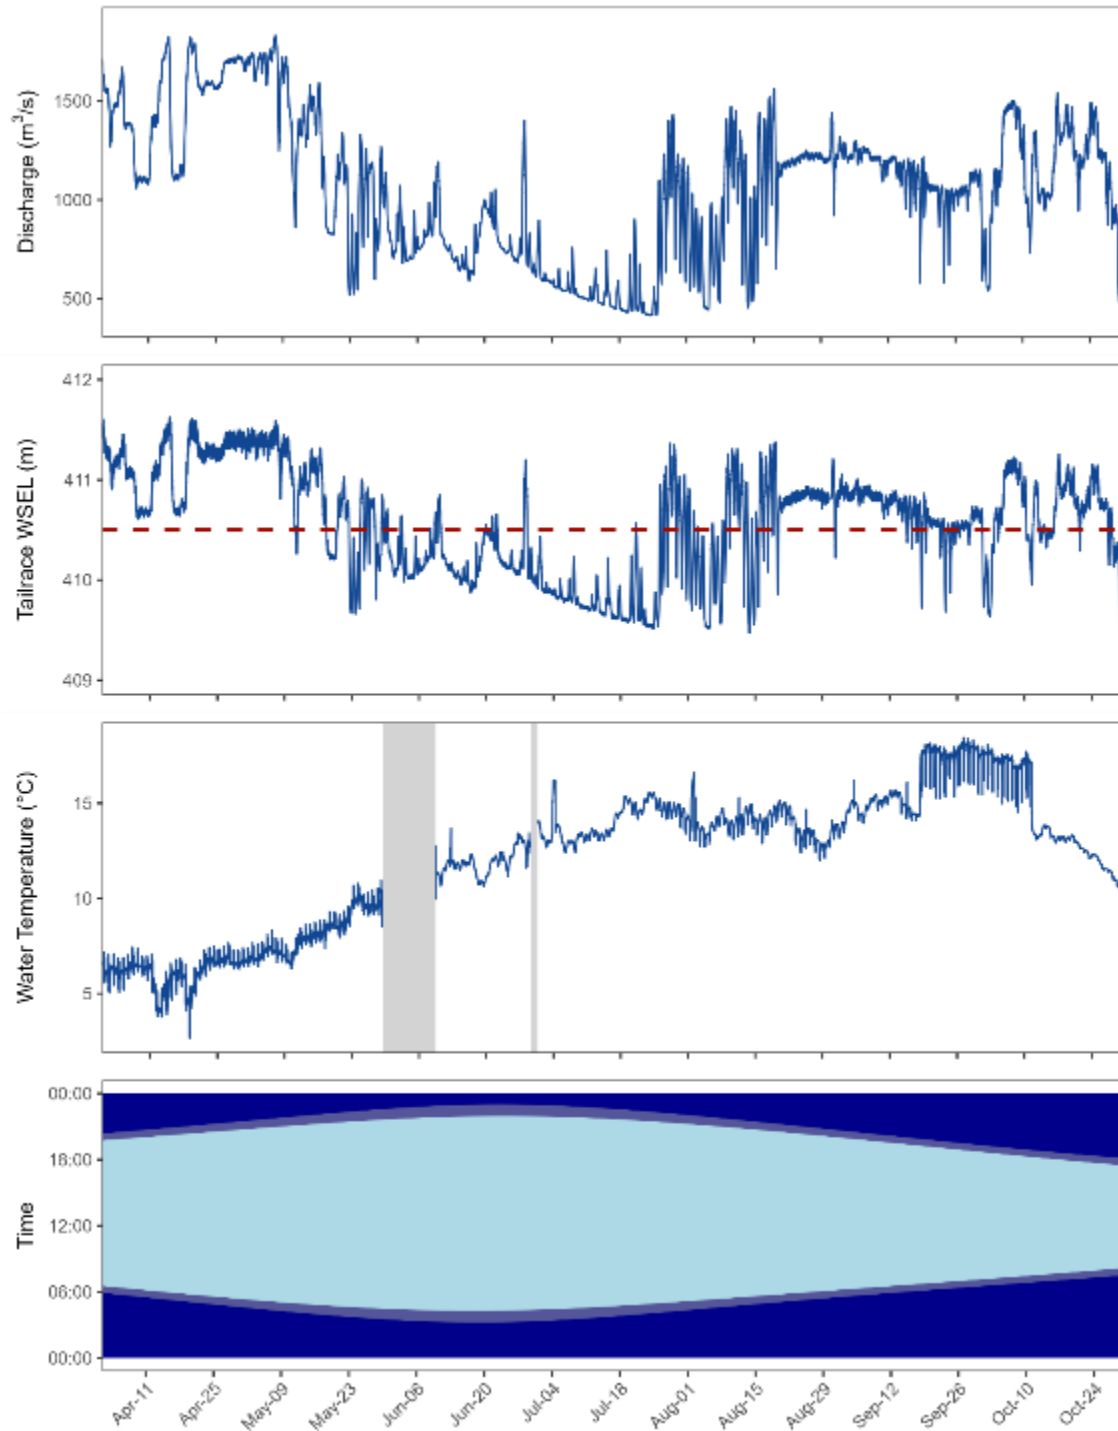 Discharge (m³/s)
1500
1000
500
Tailrace WSEL (m)
412
411
410
409
Water Temperature (°C)
15
10
5
Time
00:00
18:00
12:00
06:00
00:00
Apr-11
Apr-25
May-09
May-23
Jun-06
Jun-20
Jul-04
Jul-18
Aug-01
Aug-15
Aug-29
Sep-12
Sep-26
Oct-10
Oct-24